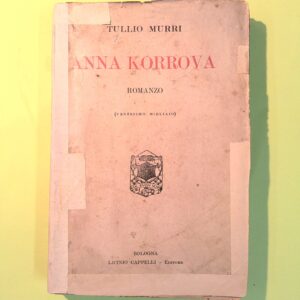 TULLIO MURRI
ANNA KORROVA
ROMANZO
BOLOGNA
LICINIO CAPPELLI - EDITORE